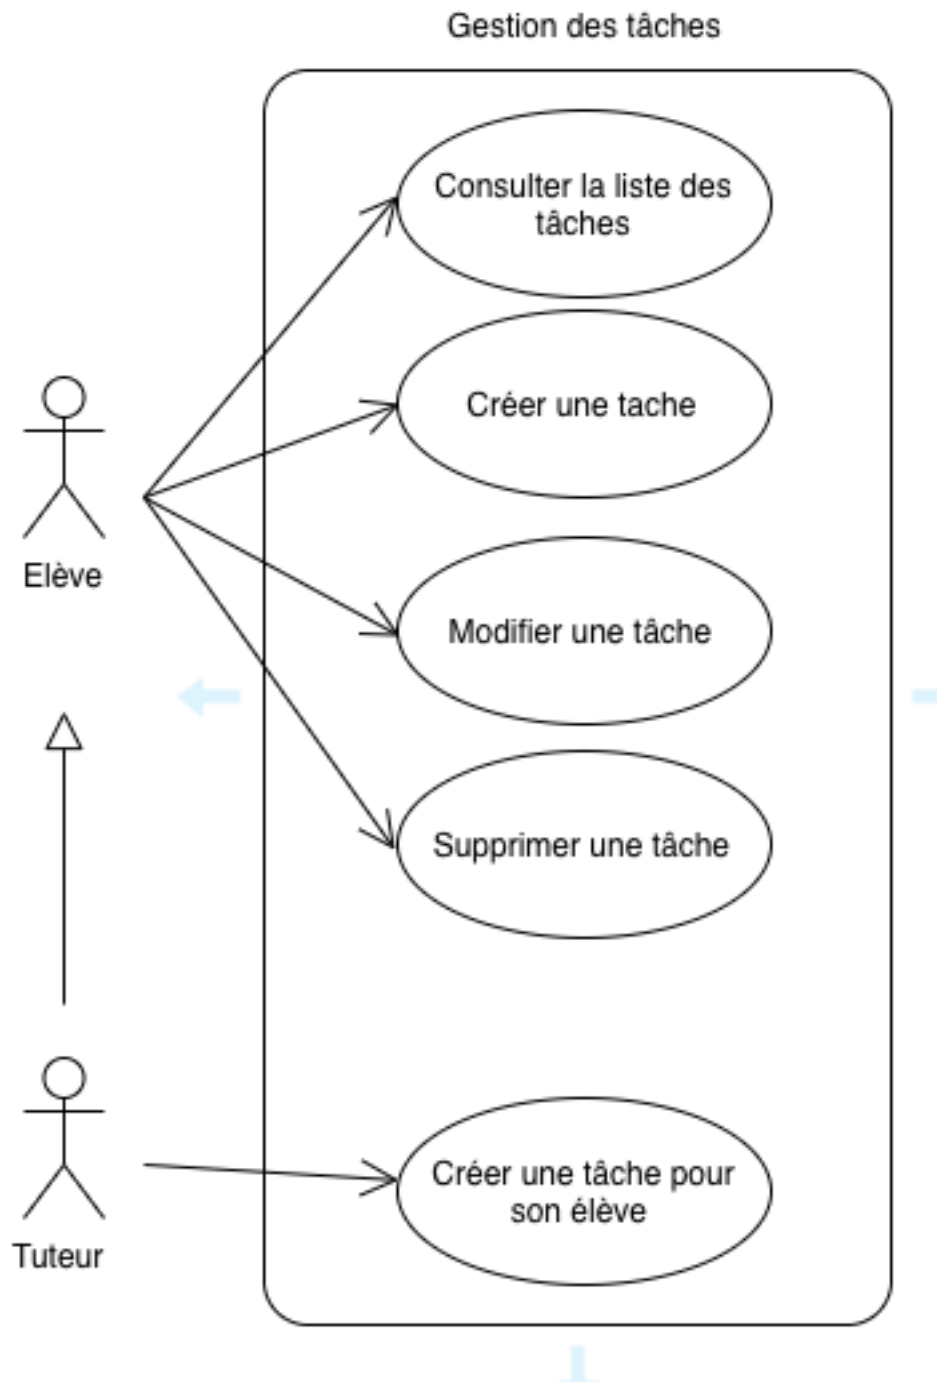 Gestion des tâches
Consulter la liste des
tâches
Créer une tache
Elève
Modifier une tâche
Supprimer une tâche
Créer une tâche pour
son élève
Tuteur